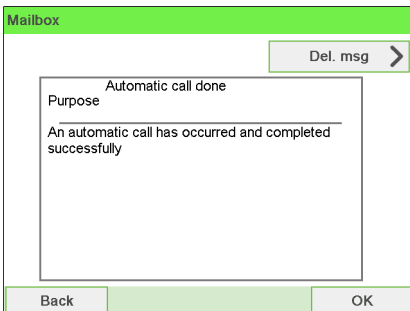 Mailbox
Del. msg
Automatic call done
Purpose
An automatic call has occurred and completed
successfully
Back
OK